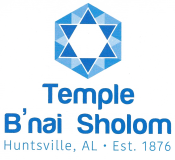 Temple
B'nai Sholom
Huntsville, AL • Est. 1876